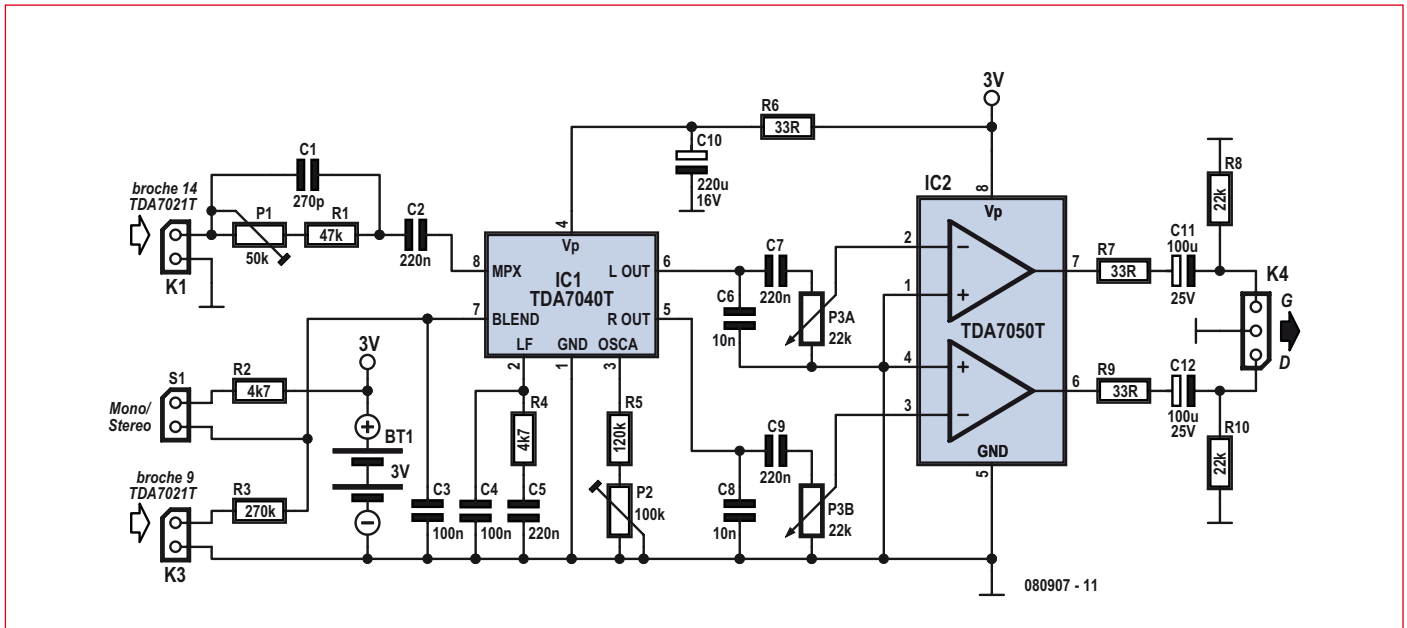 3V
R6
33R
C10
220u
16V
IC2
R8
22k
C1
270p
broche 14
TDA7021T
P1
50k
R1
47k
C2
220n
K1
4
Vp
IC1
TDA7040T
8
MPX
7
BLEND
L OUT
6
R OUT
5
LF
GND
OSCA
2
1
3
C7
220n
C6
10n
P3A
22k
8
Vp
2
−
1
+
TDA7050T
4
+
3
−
GND
5
7
R7
33R
C11
100u
25V
K4
G
D
6
R9
33R
C12
100u
25V
R10
22k
S1
Mono/
Stereo
R2
4k7
3V
+
BT1
3V
−
broche 9
TDA7021T
R3
270k
K3
C3
100n
C4
100n
R4
4k7
C5
220n
R5
120k
P2
100k
C9
220n
C8
10n
P3B
22k
080907 - 11